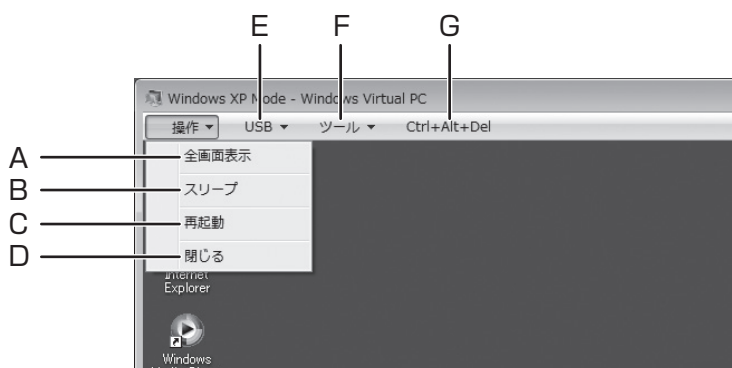 E F G
Windows XP Mode - Windows Virtual PC
操作 USB ツール Ctrl+Alt+Del
A 全画面表示
B スリープ
C 再起動
D 閉じる
Internet
Explorer
Windows